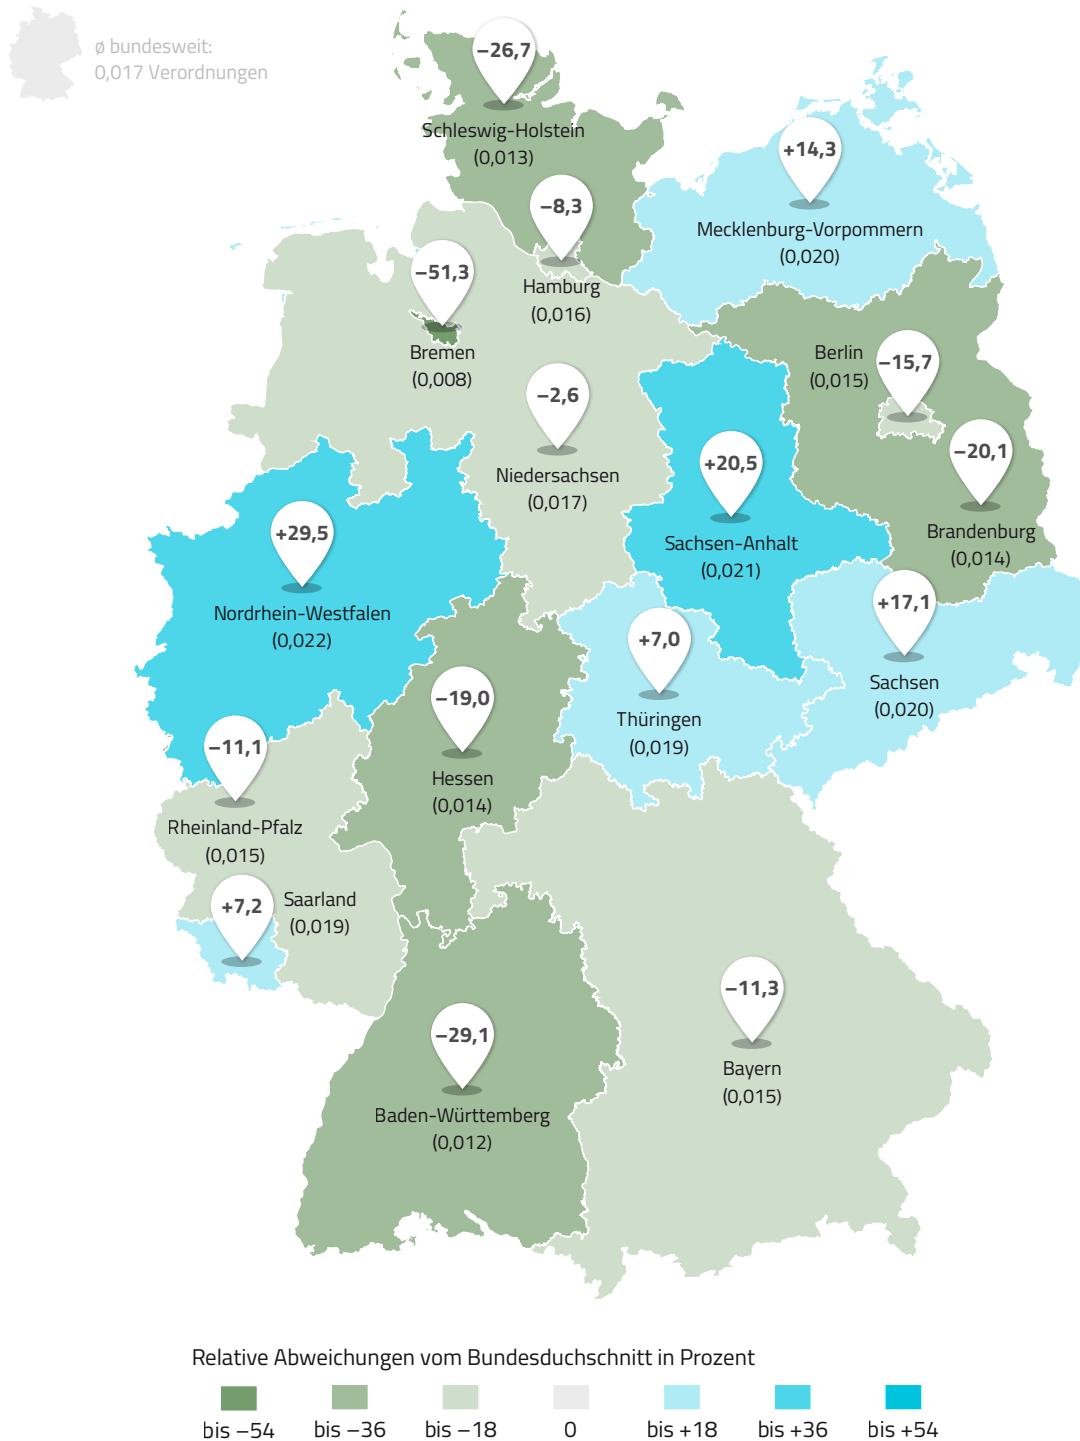 ø bundesweit:
0,017 Verordnungen
–26,7
Schleswig-Holstein
(0,013)
+14,3
Mecklenburg-Vorpommern
(0,020)
–8,3
Hamburg
(0,016)
–51,3
Bremen
(0,008)
Berlin
(0,015)
–15,7
–2,6
Niedersachsen
(0,017)
–20,1
Brandenburg
(0,014)
+20,5
Sachsen-Anhalt
(0,021)
+29,5
Nordrhein-Westfalen
(0,022)
+17,1
Sachsen
(0,020)
+7,0
Thüringen
(0,019)
–19,0
Hessen
(0,014)
–11,1
Rheinland-Pfalz
(0,015)
+7,2
Saarland
(0,019)
–11,3
Bayern
(0,015)
–29,1
Baden-Württemberg
(0,012)
Relative Abweichungen vom Bundesduchschnitt in Prozent
bis –54 bis –36 bis –18 0 bis +18 bis +36 bis +54